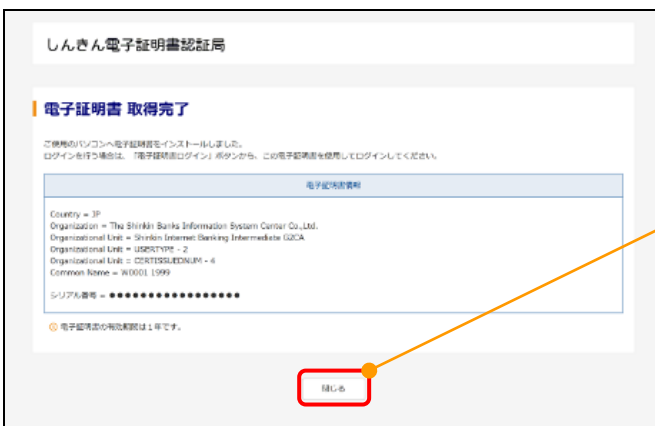 しんきん電子証明書認証局
電子証明書 取得完了
ご使用のパソコンへ電子証明書をインストールしました。
ログインを行う場合は、「電子証明書ログイン」ボタンから、この電子証明書を使用してログインしてください。
電子証明書情報
Country = JP
Organization = The Shinkin Banks Information System Center Co.,Ltd.
Organizational Unit = Shinkin Internet Banking Intermediate G2CA
Organizational Unit = USERTYPE - 2
Organizational Unit = CERTISSUEDNUM - 4
Common Name = W0001 1999
シリアル番号 = ●●●●●●●●●●●●●●●●●
電子証明書の有効期間は1年です。
閉じる